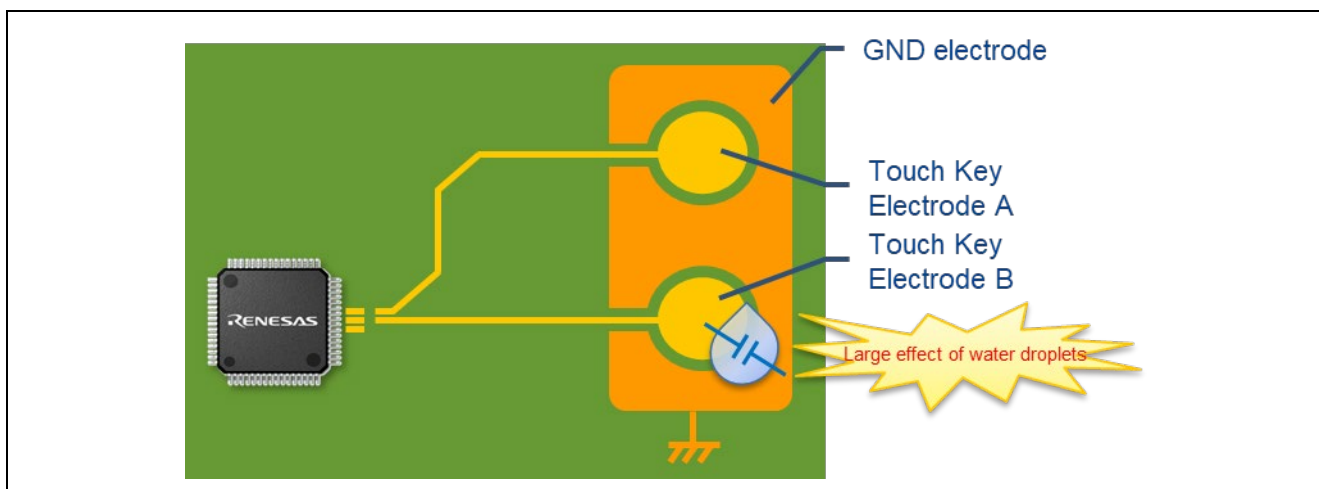 GND electrode
Touch Key
Electrode A
Touch Key
Electrode B
RENESAS
Large effect of water droplets